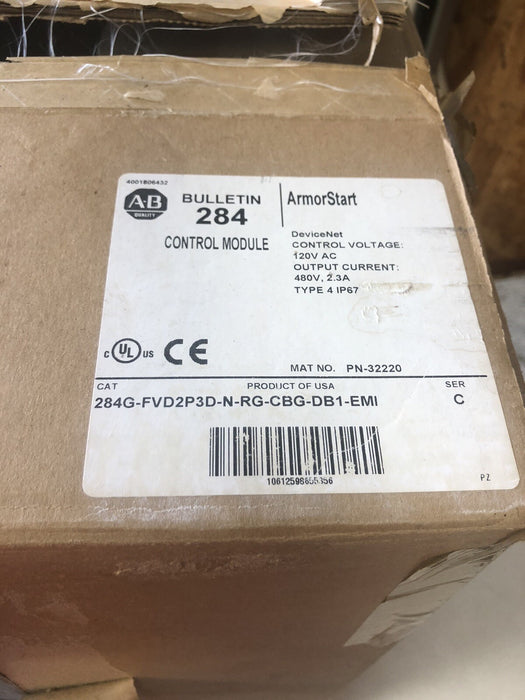 4001806432
A-B
QUALITY
BULLETIN
284
CONTROL MODULE
ArmorStart
DeviceNet
CONTROL VOLTAGE:
120V AC
OUTPUT CURRENT:
480V, 2.3A
TYPE 4 IP67
C UL US CE
MAT NO. PN-32220
CAT PRODUCT OF USA SER
284G-FVD2P3D-N-RG-CBG-DB1-EMI C
PZ